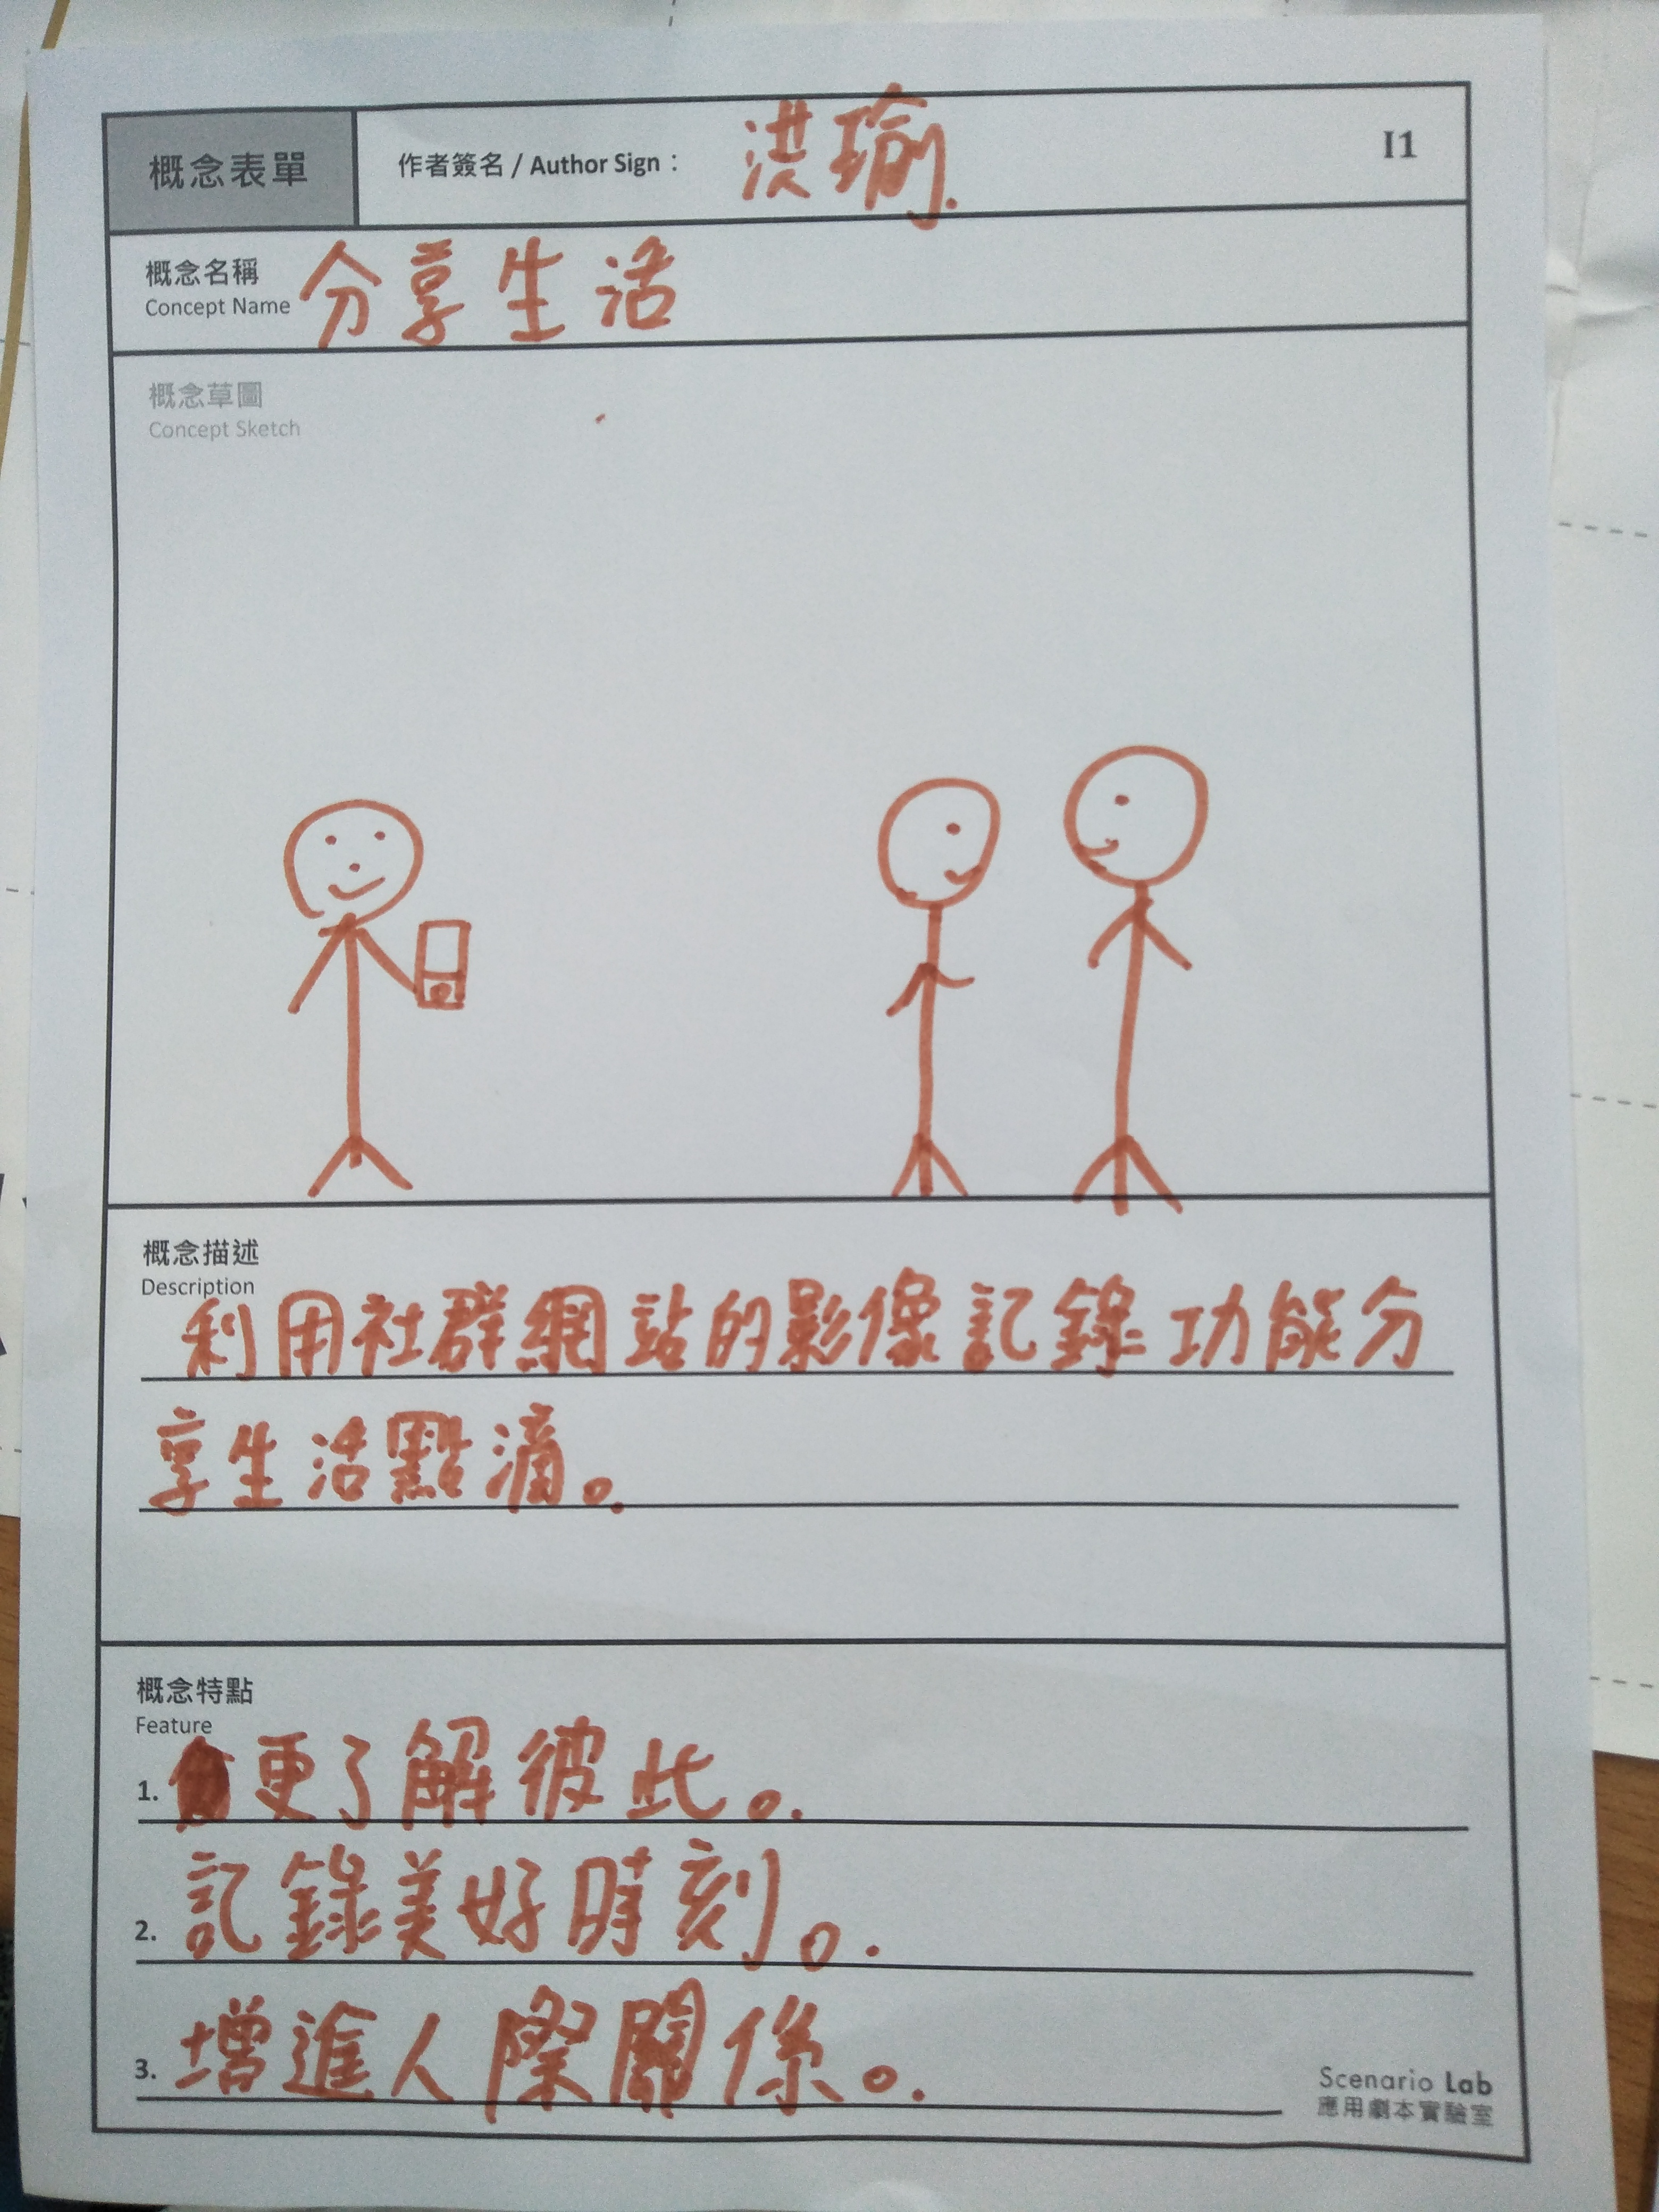 概念表單
作者簽名 / Author Sign： 洪瑜
I1
概念名稱
Concept Name
分享生活
概念草圖
Concept Sketch
概念描述
Description
利用社群網站的影像記錄功能分
享生活點滴。
概念特點
Feature
1. 更了解彼此。
2. 記錄美好時刻。
3. 增進人際關係。
Scenario Lab
應用劇本實驗室